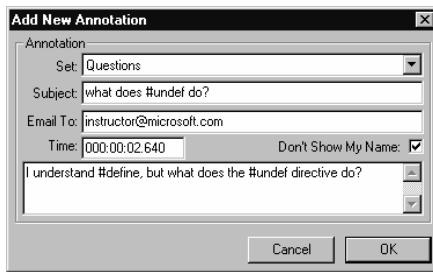 Add New Annotation
Annotation
Set: Questions
Subject: what does #undef do?
Email To: instructor@microsoft.com
Time: 000:00:02.640 Don't Show My Name:
I understand #define, but what does the #undef directive do?
Cancel OK